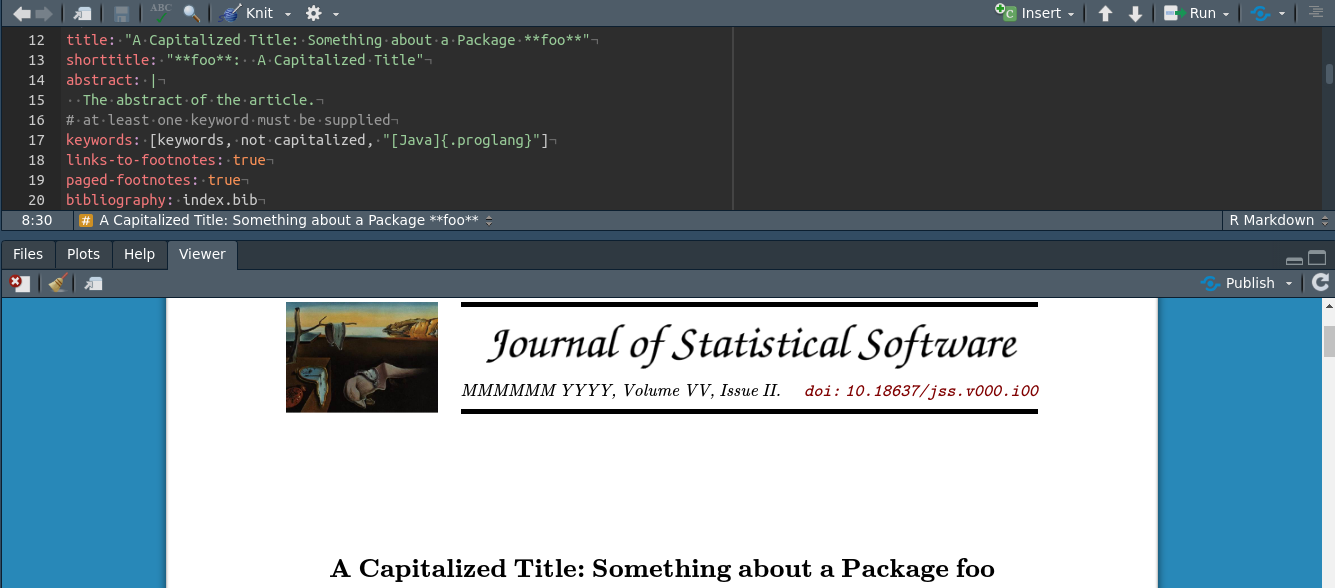 ABC Knit Insert Run
12 title: "A Capitalized Title: Something about a Package **foo**"
13 shorttitle: "**foo**:  A Capitalized Title"
14 abstract: |
15   The abstract of the article.
16 # at least one keyword must be supplied
17 keywords: [keywords, not capitalized, "[Java]{.proglang}"]
18 links-to-footnotes: true
19 paged-footnotes: true
20 bibliography: index.bib
8:30 # A Capitalized Title: Something about a Package **foo** R Markdown
Files Plots Help Viewer
Publish
Journal of Statistical Software
MMMMMM YYYY, Volume VV, Issue II. doi: 10.18637/jss.v000.i00
A Capitalized Title: Something about a Package foo